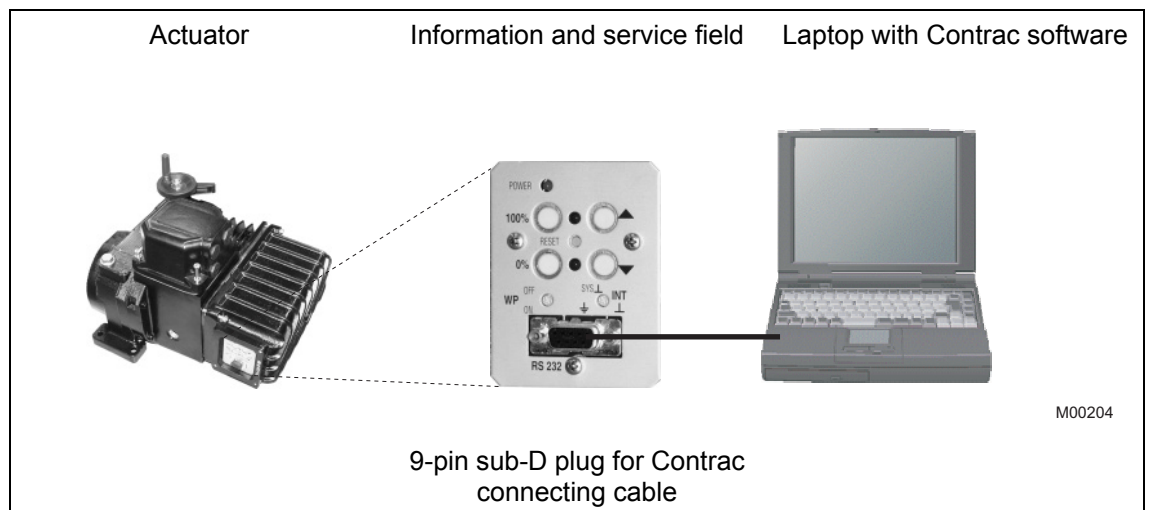 Actuator
Information and service field
Laptop with Contrac software
POWER
100%
RESET
0%
WP
OFF
ON
SYS
INT
RS 232
M00204
9-pin sub-D plug for Contrac
connecting cable